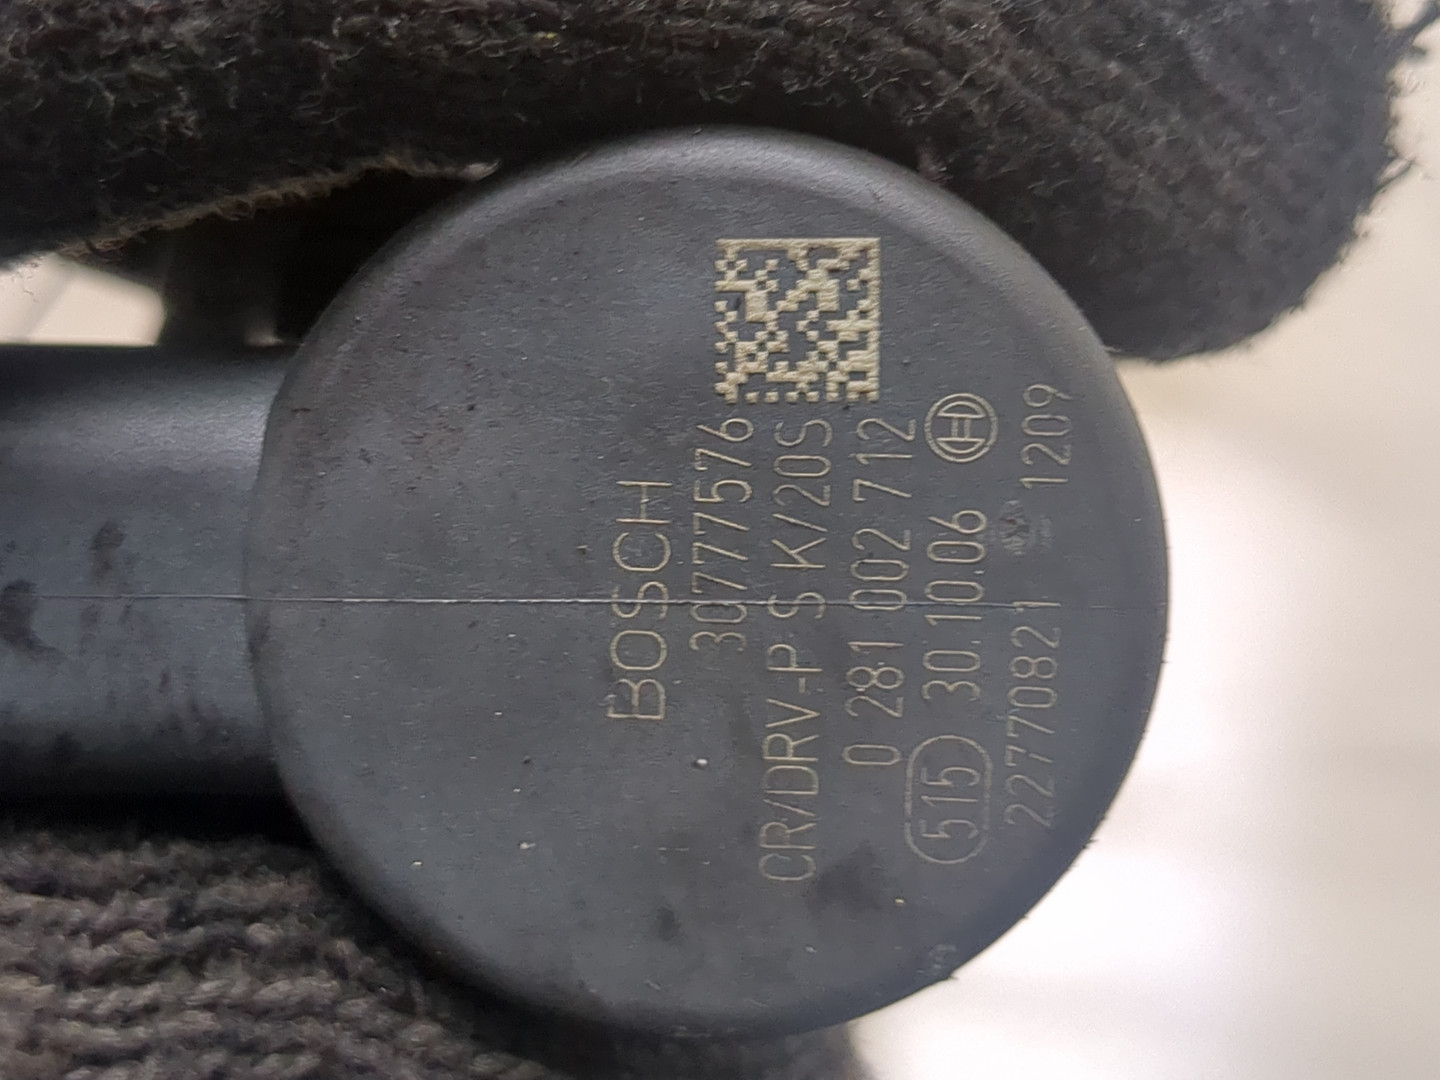 BOSCH
30777576
CR/DRV-P S K/20S
0 281 002 712
515 30.10.06
22770821 1209